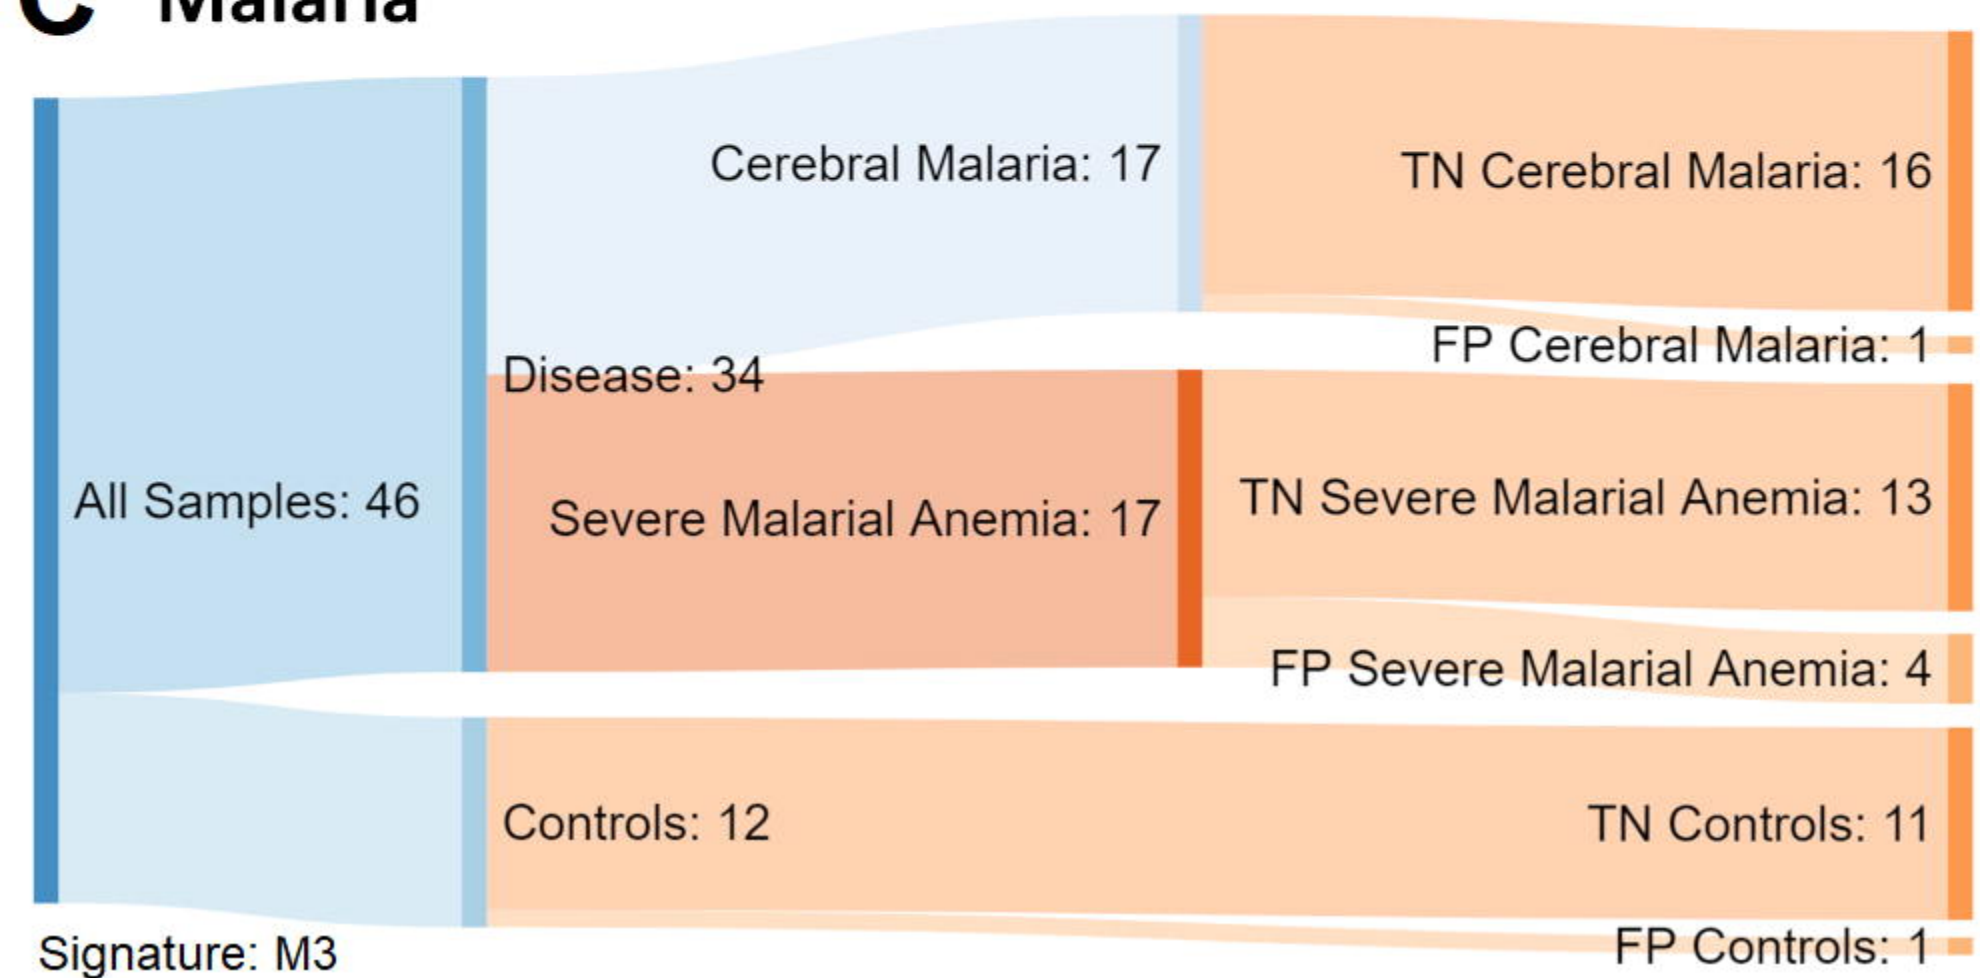 C Malaria
Cerebral Malaria: 17
TN Cerebral Malaria: 16
FP Cerebral Malaria: 1
Disease: 34
All Samples: 46
Severe Malarial Anemia: 17
TN Severe Malarial Anemia: 13
FP Severe Malarial Anemia: 4
Controls: 12
TN Controls: 11
FP Controls: 1
Signature: M3